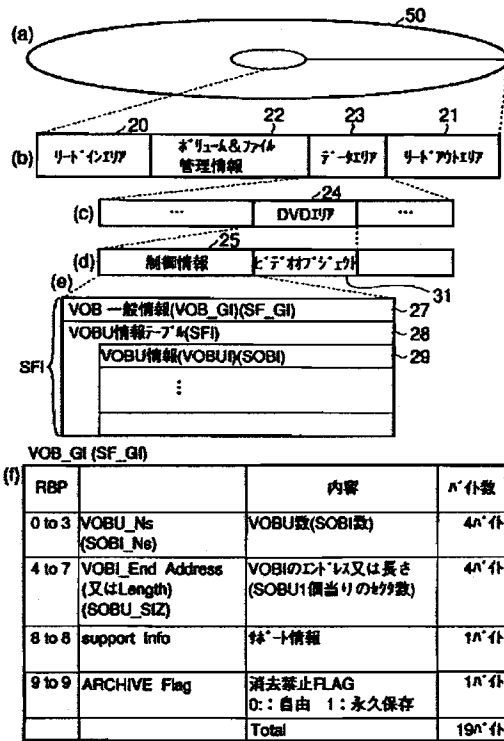 (a)
50
20
22
23
21
(b)
リードインエリア
ボリューム&ファイル
管理情報
データエリア
リードアウトエリア
24
(c)
…
DVDエリア
…
25
(d)
制御情報
ビデオオブジェクト
31
(e)
VOB 一般情報(VOB_GI)(SF_GI)
27
VOBU情報テーブル(SFI)
28
VOBU情報(VOBUI)(SOBI)
29
SFI
⋮
VOB_GI (SF_GI)
(f)
RBP 内容 バイト数
0 to 3 VOBU_Ns VOBU数(SOBI数) 4バイト
(SOBI_Ns)
4 to 7 VOBI_End Address VOBIのエンドレス又は長さ 4バイト
(又はLength) (SOBU1個当りのセクタ数)
(SOBU_SIZ)
8 to 8 support Info サポート情報 1バイト
9 to 9 ARCHIVE Flag 消去禁止FLAG 1バイト
0:: 自由 1:永久保存
Total 19バイト